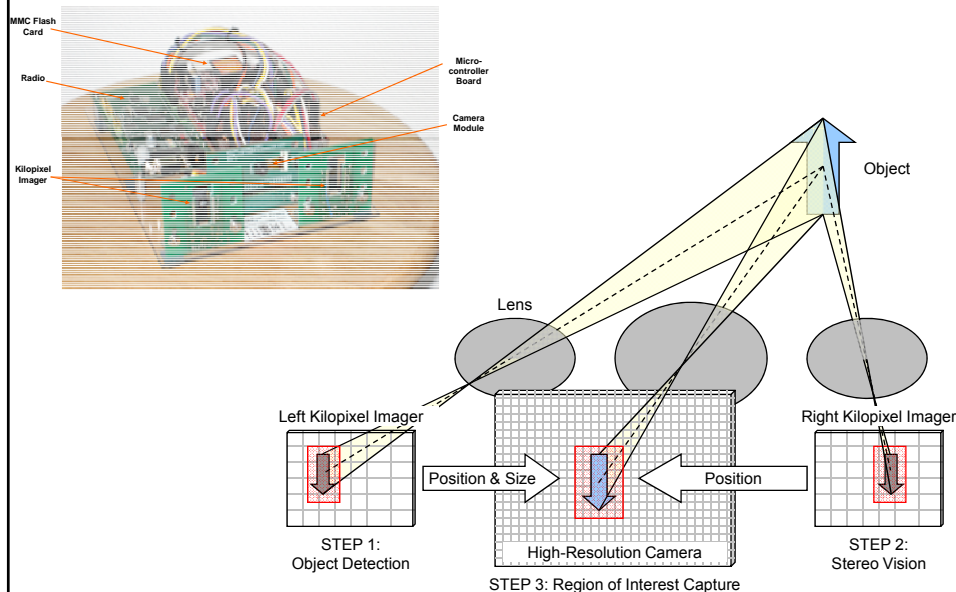 MMC Flash
Card
Radio
Kilopixel
Imager
Micro-
controller
Board
Camera
Module
Object
Lens
Left Kilopixel Imager
Right Kilopixel Imager
Position & Size
Position
High-Resolution Camera
STEP 1:
Object Detection
STEP 2:
Stereo Vision
STEP 3: Region of Interest Capture